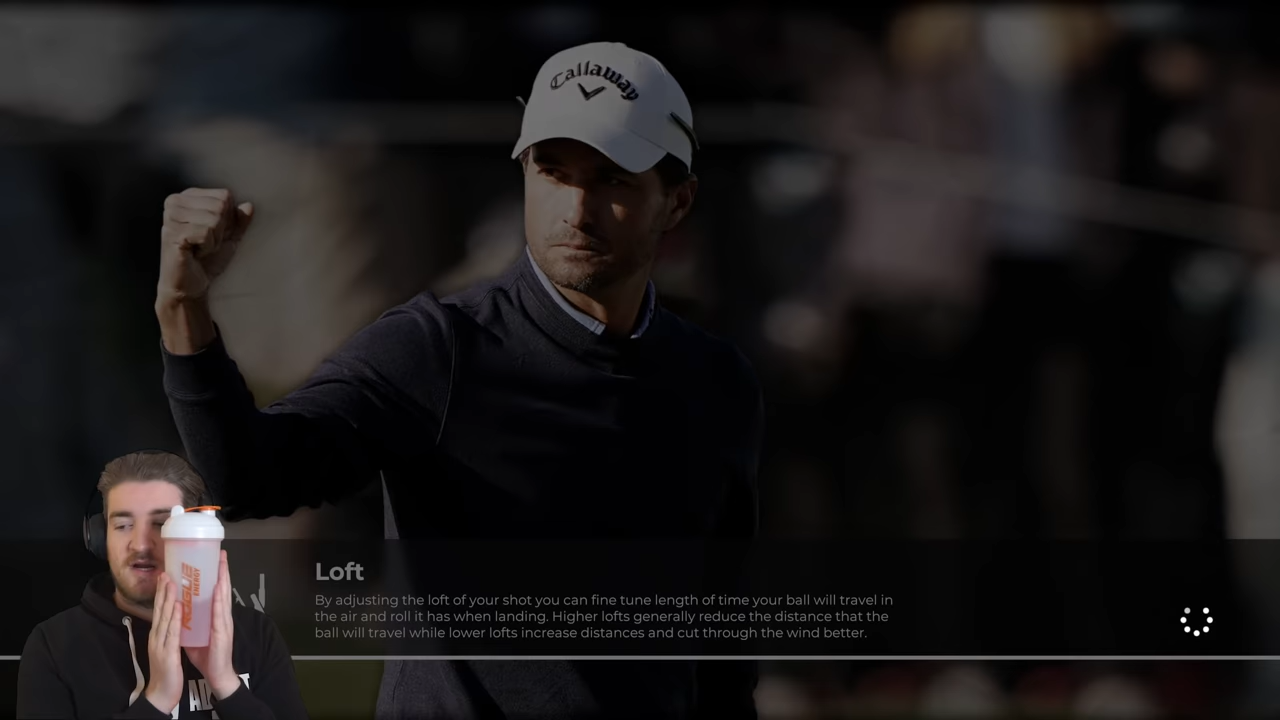 Callaway
Loft
By adjusting the loft of your shot you can fine tune length of time your ball will travel in
the air and roll it has when landing. Higher lofts generally reduce the distance that the
ball will travel while lower lofts increase distances and cut through the wind better.
ROGUE
ENERGY